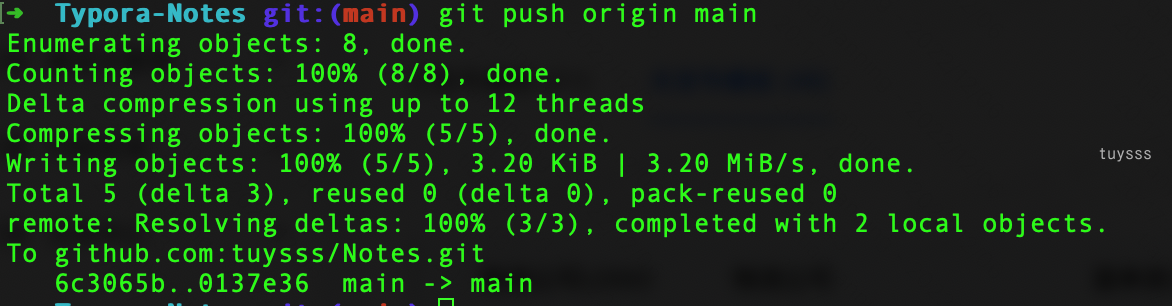 ➜ Typora-Notes git:(main) git push origin main
Enumerating objects: 8, done.
Counting objects: 100% (8/8), done.
Delta compression using up to 12 threads
Compressing objects: 100% (5/5), done.
Writing objects: 100% (5/5), 3.20 KiB | 3.20 MiB/s, done.
tuysss
Total 5 (delta 3), reused 0 (delta 0), pack-reused 0
remote: Resolving deltas: 100% (3/3), completed with 2 local objects.
To github.com:tuysss/Notes.git
6c3065b..0137e36 main -> main